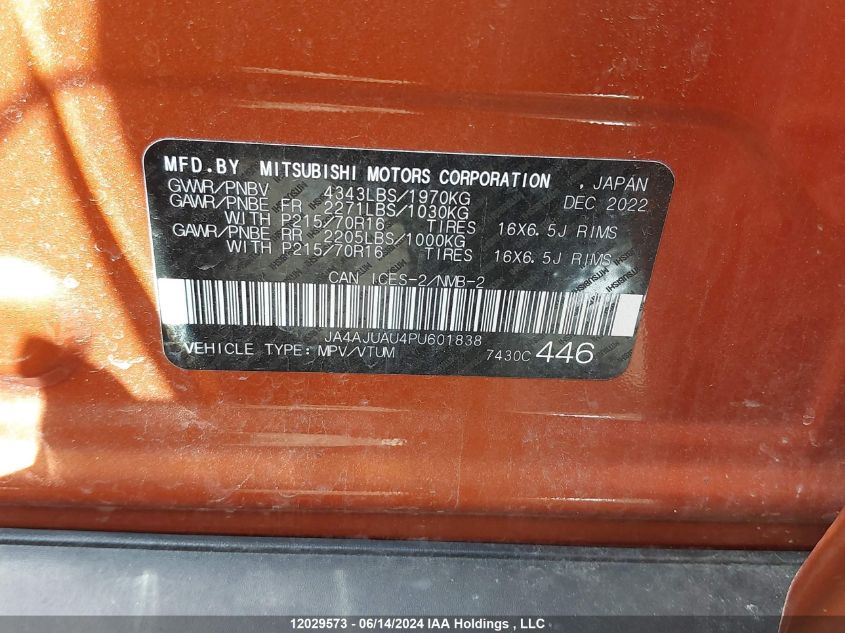 MFD.BY MITSUBISHI MOTORS CORPORATION , JAPAN
GWWR/PNBV 4343LBS/1970KG DEC 2022
GAWR/PNBE FR 2271LBS/1030KG
WITH P215/70R16 TIRES 16X6.5J RIMS
GAWR/PNBE RR 2205LBS/1000KG
WITH P215/70R16 TIRES 16X6.5J RIMS
CAN ICES-2/NMB-2
JA4AJUAU4PU601838
VEHICLE TYPE: MPV/VTUM 7430C 446
12029573 - 06/14/2024 IAA Holdings , LLC